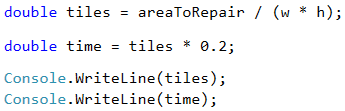 double tiles = areaToRepair / (w * h);
double time = tiles * 0.2;
Console.WriteLine(tiles);
Console.WriteLine(time);